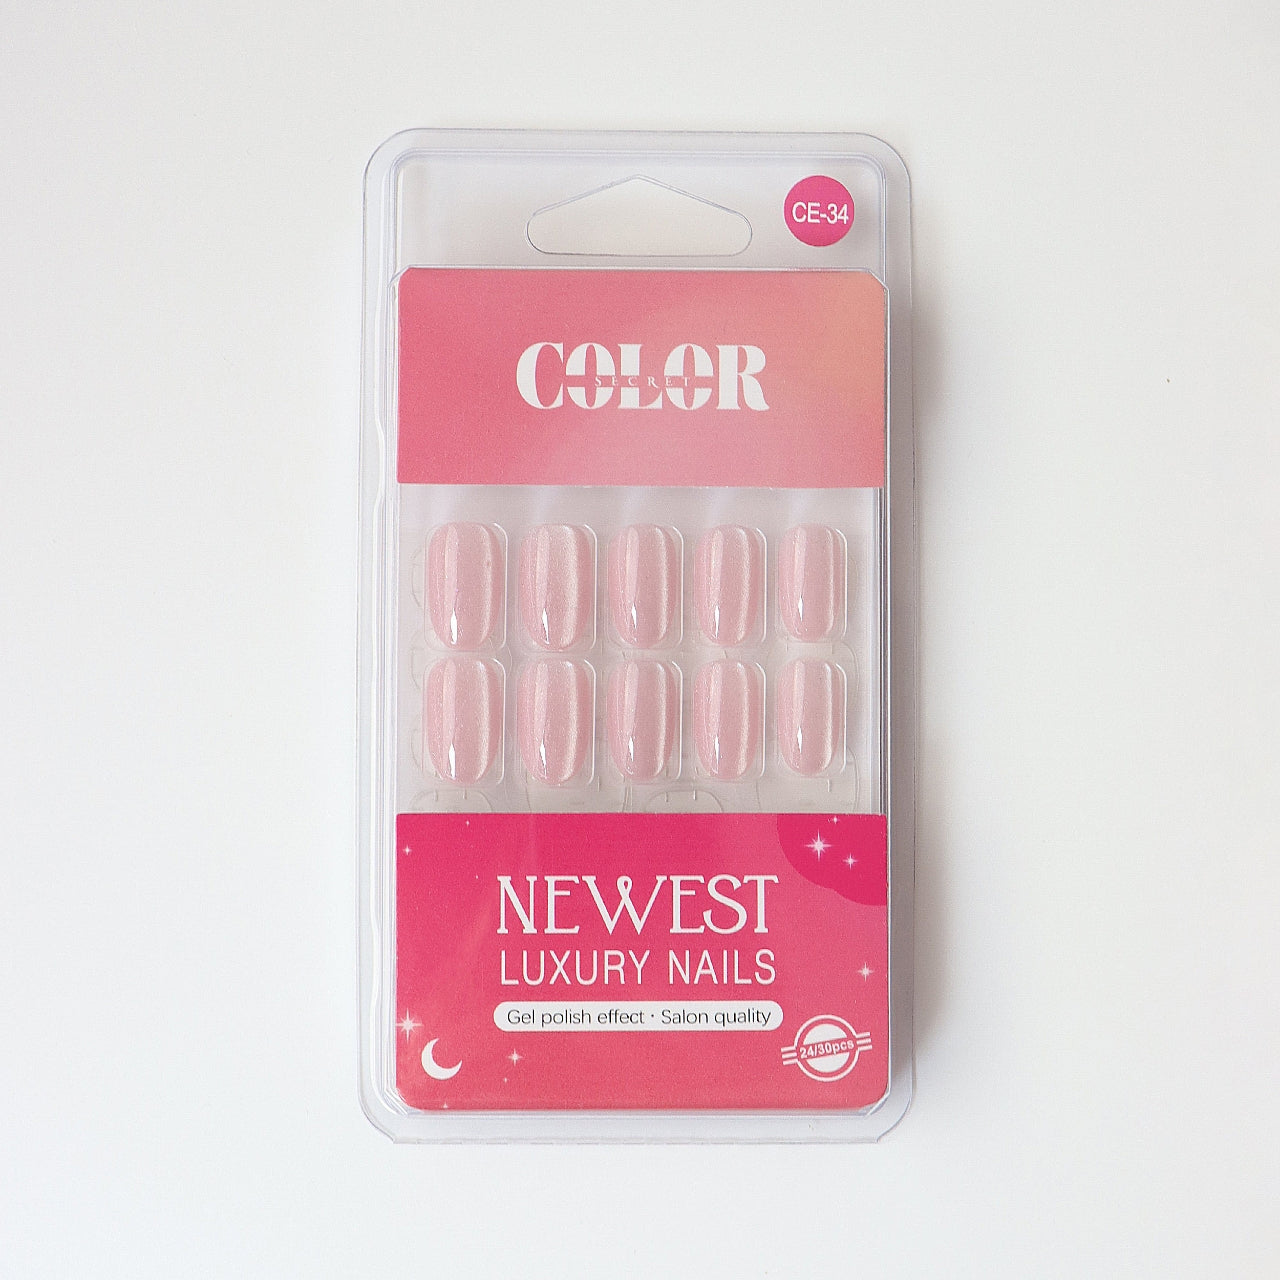 CE-34
COLOR
SECRET
NEWEST
LUXURY NAILS
Gel polish effect · Salon quality
24/30pcs